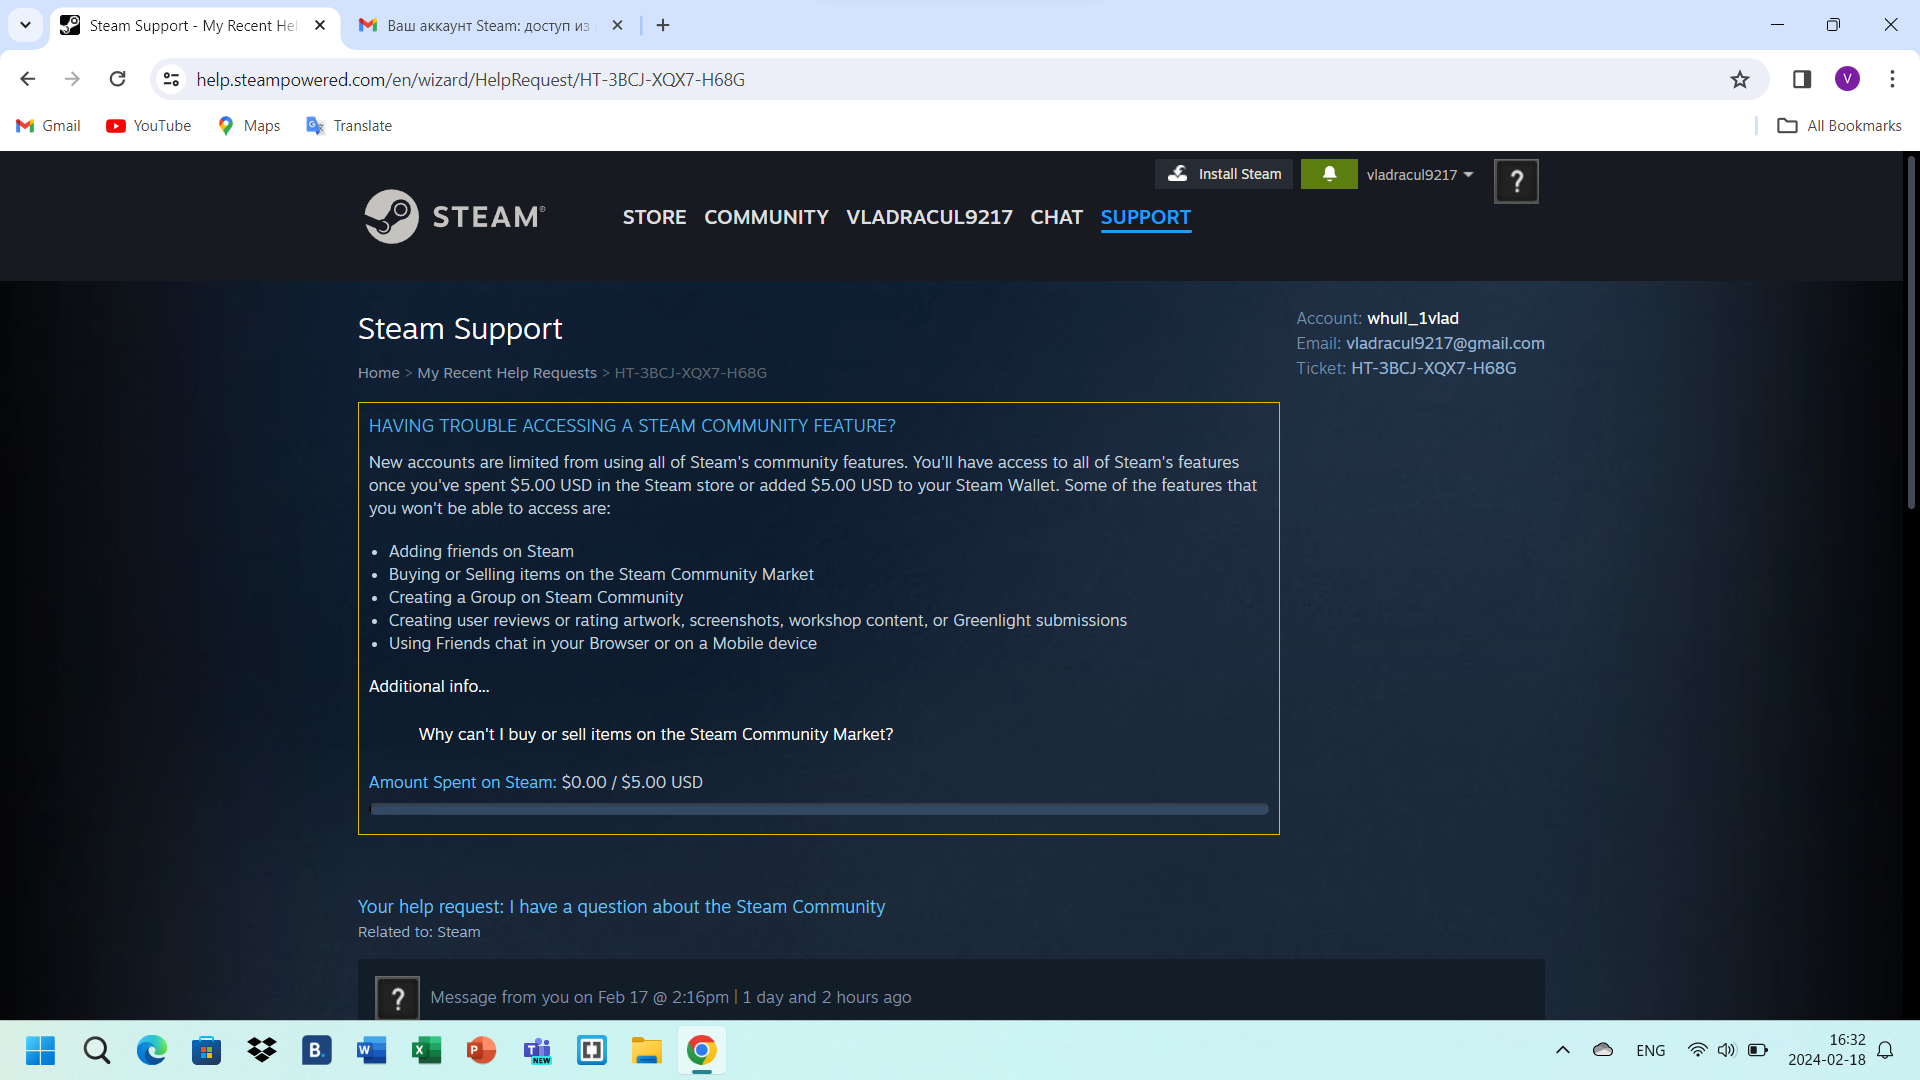 Steam Support - My Recent Hel
Ваш аккаунт Steam: доступ из
help.steampowered.com/en/wizard/HelpRequest/HT-3BCJ-XQX7-H68G
V
Gmail
YouTube
Maps
Translate
All Bookmarks
Install Steam
vladracul9217
?
STEAM®
STORE
COMMUNITY
VLADRACUL9217
CHAT
SUPPORT
Steam Support
Home > My Recent Help Requests > HT-3BCJ-XQX7-H68G
Account: whull_1vlad
Email: vladracul9217@gmail.com
Ticket: HT-3BCJ-XQX7-H68G
HAVING TROUBLE ACCESSING A STEAM COMMUNITY FEATURE?
New accounts are limited from using all of Steam's community features. You'll have access to all of Steam's features
once you've spent $5.00 USD in the Steam store or added $5.00 USD to your Steam Wallet. Some of the features that
you won't be able to access are:
• Adding friends on Steam
• Buying or Selling items on the Steam Community Market
• Creating a Group on Steam Community
• Creating user reviews or rating artwork, screenshots, workshop content, or Greenlight submissions
• Using Friends chat in your Browser or on a Mobile device
Additional info...
Why can't I buy or sell items on the Steam Community Market?
Amount Spent on Steam: $0.00 / $5.00 USD
Your help request: I have a question about the Steam Community
Related to: Steam
?
Message from you on Feb 17 @ 2:16pm | 1 day and 2 hours ago
B.
W
X
P
T
NEW
ENG
16:32
2024-02-18